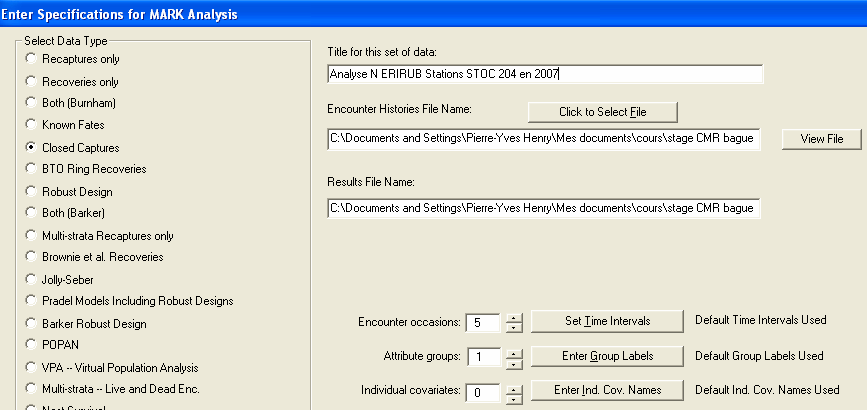 Enter Specifications for MARK Analysis
Select Data Type
Recaptures only
Recoveries only
Both (Burnham)
Known Fates
Closed Captures
BTO Ring Recoveries
Robust Design
Both (Barker)
Multi-strata Recaptures only
Brownie et al. Recoveries
Jolly-Seber
Pradel Models Including Robust Designs
Barker Robust Design
POPAN
VPA -- Virtual Population Analysis
Multi-strata -- Live and Dead Enc.
Nest Survival
Title for this set of data:
Analyse N ERIRUB Stations STOC 204 en 2007
Encounter Histories File Name:
Click to Select File
C:\Documents and Settings\Pierre-Yves Henry\Mes documents\cours\stage CMR bague
View File
Results File Name:
C:\Documents and Settings\Pierre-Yves Henry\Mes documents\cours\stage CMR bague
Encounter occasions: 5 Set Time Intervals Default Time Intervals Used
Attribute groups: 1 Enter Group Labels Default Group Labels Used
Individual covariates: 0 Enter Ind. Cov. Names Default Ind. Cov. Names Used